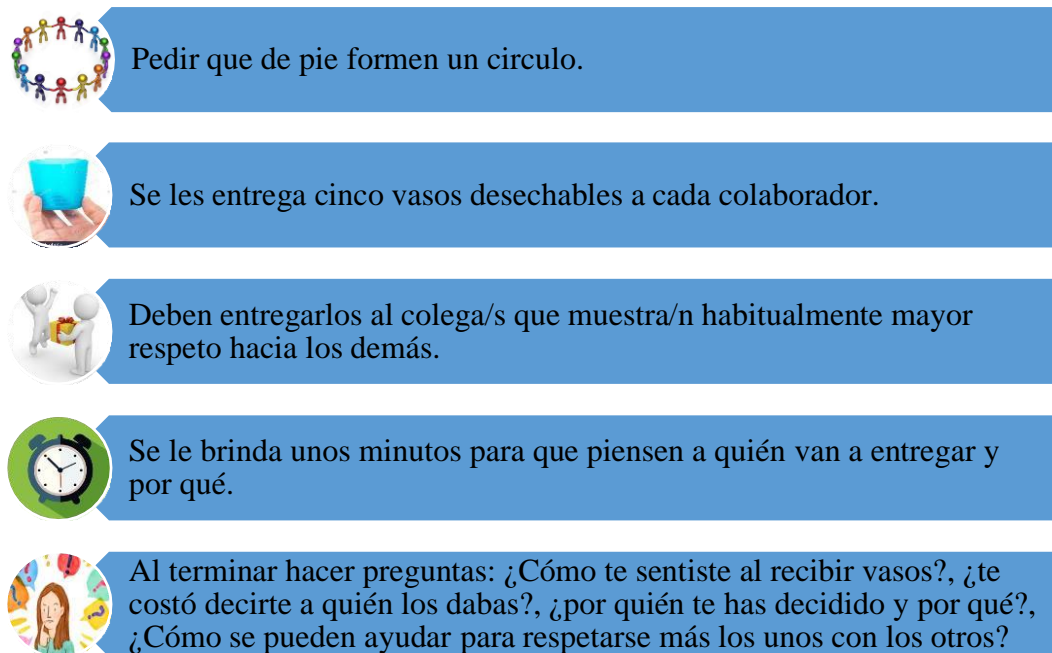 Pedir que de pie formen un circulo.
Se les entrega cinco vasos desechables a cada colaborador.
Deben entregarlos al colega/s que muestra/n habitualmente mayor
respeto hacia los demás.
Se le brinda unos minutos para que piensen a quién van a entregar y
por qué.
Al terminar hacer preguntas: ¿Cómo te sentiste al recibir vasos?, ¿te
costó decirte a quién los dabas?, ¿por quién te has decidido y por qué?,
¿Cómo se pueden ayudar para respetarse más los unos con los otros?